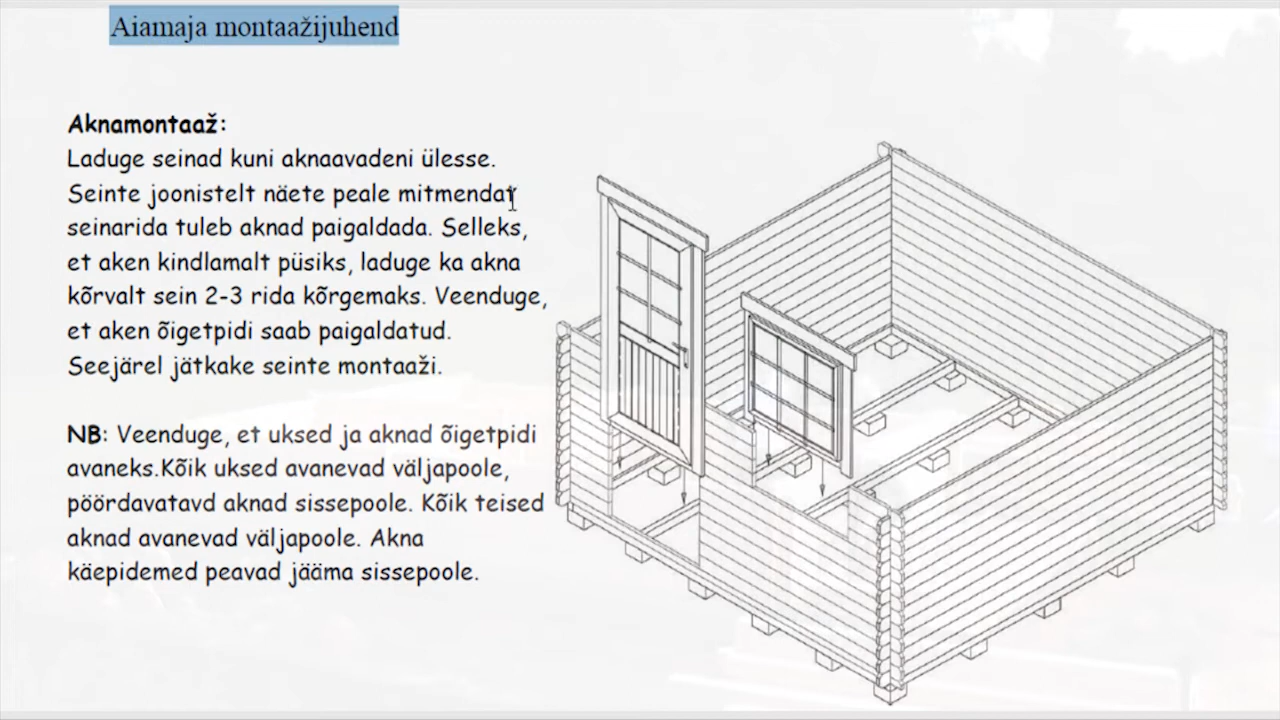 Aiamaja montaažijuhend
Aknamontaaž:
Laduge seinad kuni aknaavadeni ülesse.
Seinte joonistelt näete peale mitmendat
seinarida tuleb aknad paigaldada. Selleks,
et aken kindlamalt püsiks, laduge ka akna
kõrvalt sein 2-3 rida kõrgemaks. Veenduge,
et aken õigetpidi saab paigaldatud.
Seejärel jätkake seinte montaaži.
NB: Veenduge, et uksed ja aknad õigetpidi
avaneks.Kõik uksed avanevad väljapoole,
pöördavatavd aknad sissepoole. Kõik teised
aknad avanevad väljapoole. Akna
käepidemed peavad jääma sissepoole.